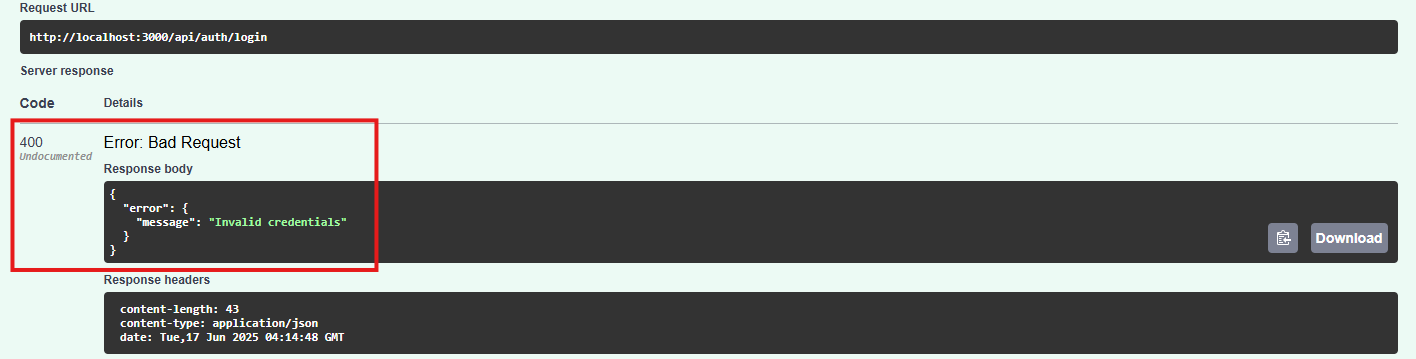 Request URL
http://localhost:3000/api/auth/login
Server response
Code Details
400 Error: Bad Request
Undocumented
Response body
{
"error": {
"message": "Invalid credentials"
}
}
Download
Response headers
content-length: 43
content-type: application/json
date: Tue,17 Jun 2025 04:14:48 GMT